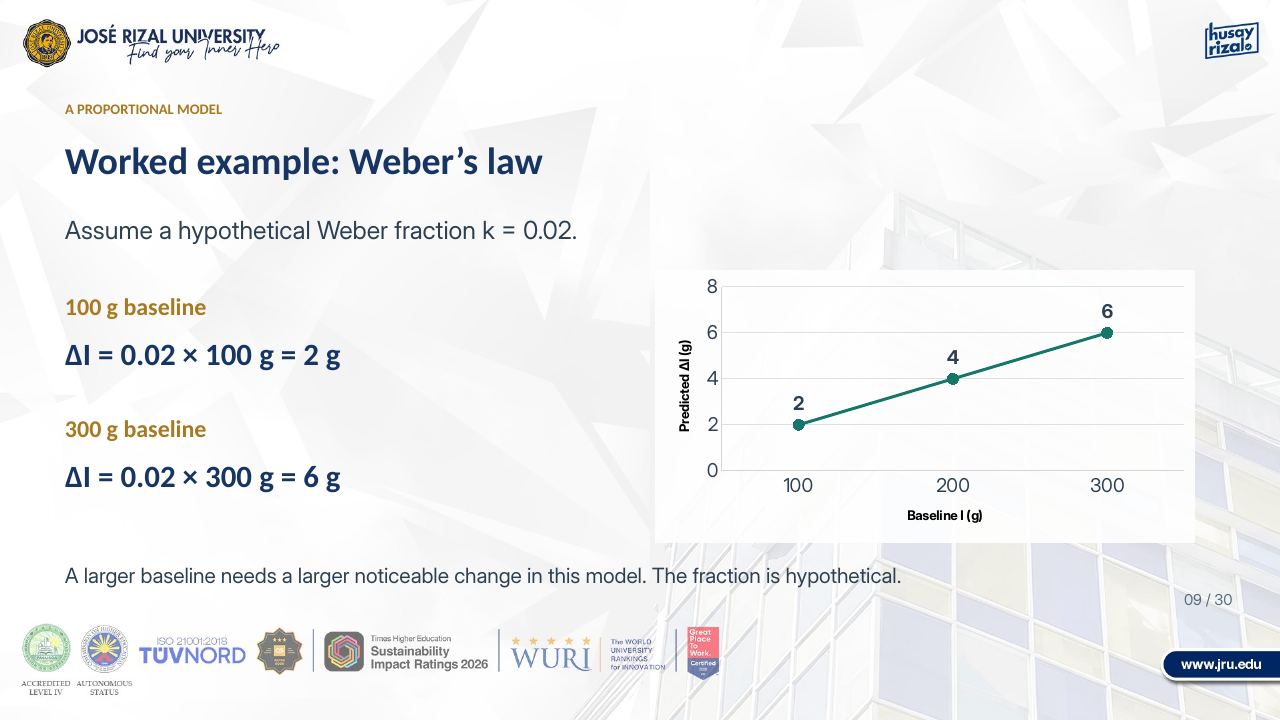 JOSÉ RIZAL UNIVERSITY
Find your Inner Hero
husay
rizal
A PROPORTIONAL MODEL
Worked example: Weber’s law
Assume a hypothetical Weber fraction k = 0.02.
100 g baseline
ΔI = 0.02 × 100 g = 2 g
300 g baseline
ΔI = 0.02 × 300 g = 6 g
8
6
4
2
0
Predicted ΔI (g)
2
4
6
100 200 300
Baseline I (g)
A larger baseline needs a larger noticeable change in this model. The fraction is hypothetical.
09 / 30
ACCREDITED
LEVEL IV
AUTONOMOUS
STATUS
ISO 21001:2018
TÜVNORD
Times Higher Education
Sustainability
Impact Ratings 2026
WURI
The WORLD
UNIVERSITY
RANKINGS
for INNOVATION
Great
Place
To
Work.
Certified
www.jru.edu